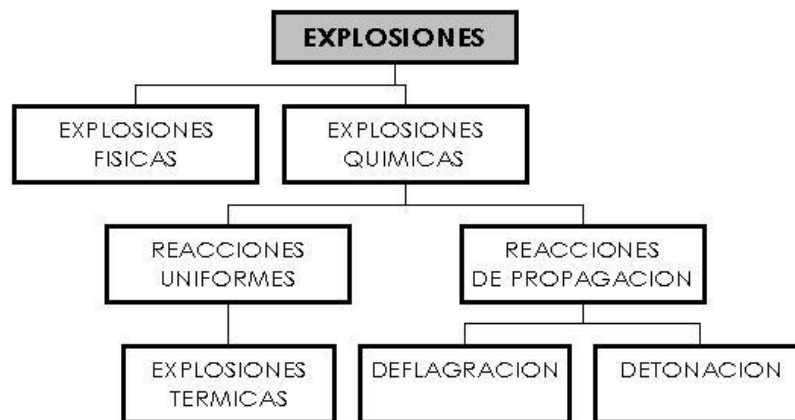 EXPLOSIONES
EXPLOSIONES
FISICAS
EXPLOSIONES
QUIMICAS
REACCIONES
UNIFORMES
REACCIONES
DE PROPAGACION
EXPLOSIONES
TERMICAS
DEFLAGRACION
DETONACION